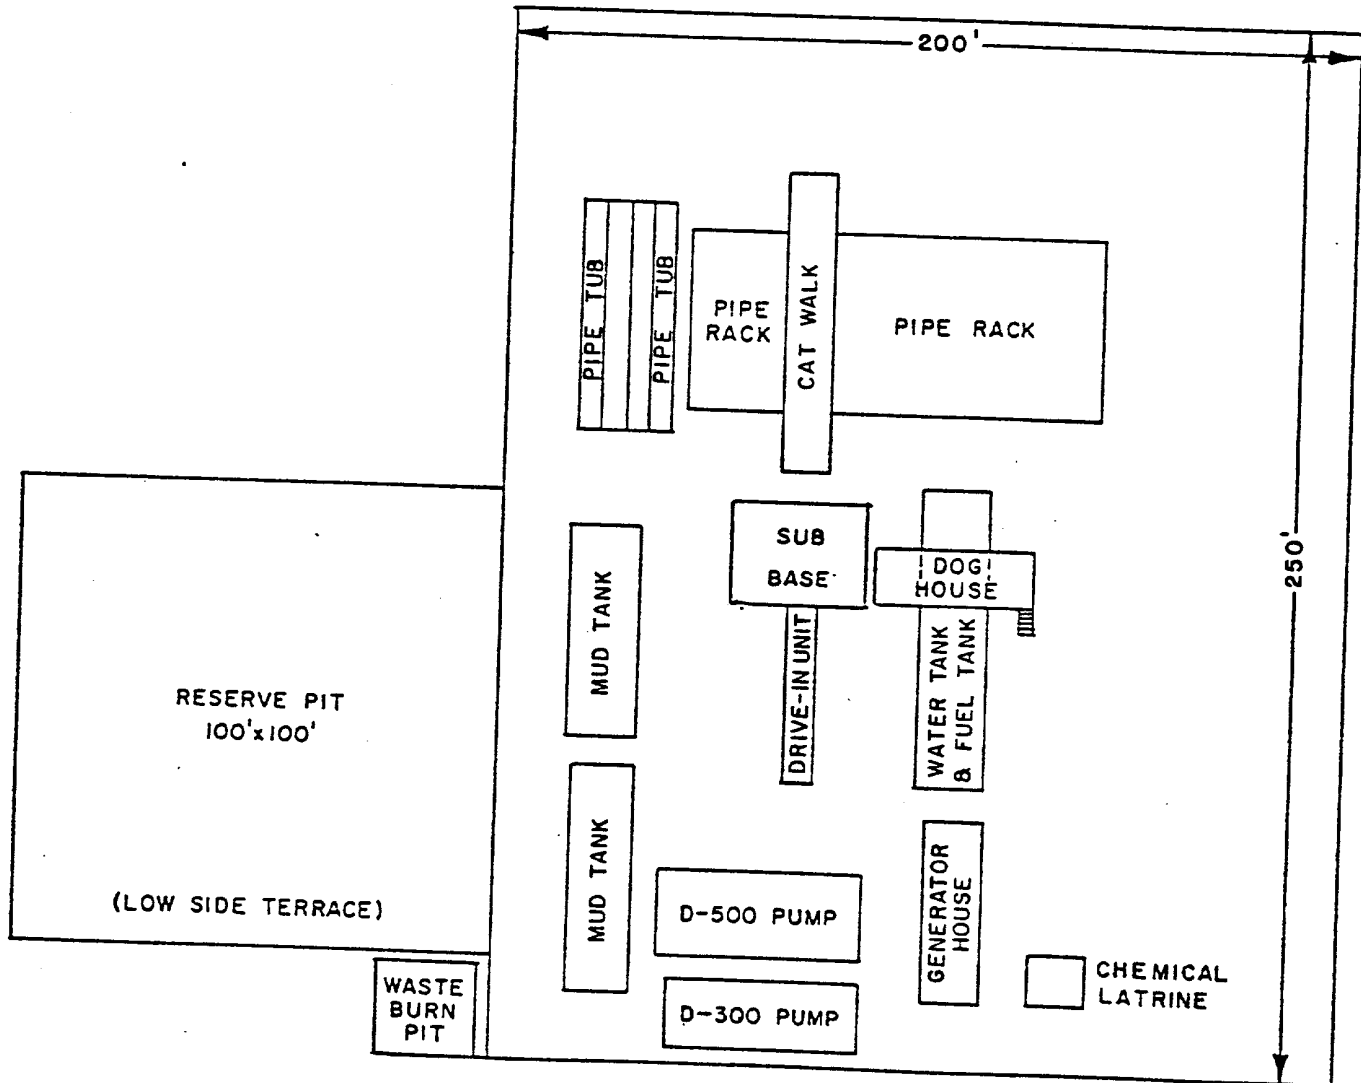 200'
PIPE TUB
PIPE TUB
PIPE
RACK
CAT WALK
PIPE RACK
250'
SUB
BASE
DOG
HOUSE
MUD TANK
DRIVE-IN UNIT
WATER TANK
& FUEL TANK
RESERVE PIT
100'x100'
(LOW SIDE TERRACE)
MUD TANK
D-500 PUMP
GENERATOR
HOUSE
WASTE
BURN
PIT
D-300 PUMP
CHEMICAL
LATRINE